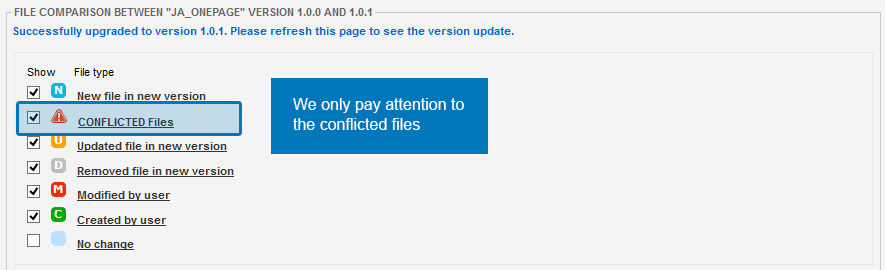 FILE COMPARISON BETWEEN "JA_ONEPAGE" VERSION 1.0.0 AND 1.0.1
Successfully upgraded to version 1.0.1. Please refresh this page to see the version update.
Show File type
N New file in new version
CONFLICTED Files
U Updated file in new version
D Removed file in new version
M Modified by user
C Created by user
No change
We only pay attention to
the conflicted files